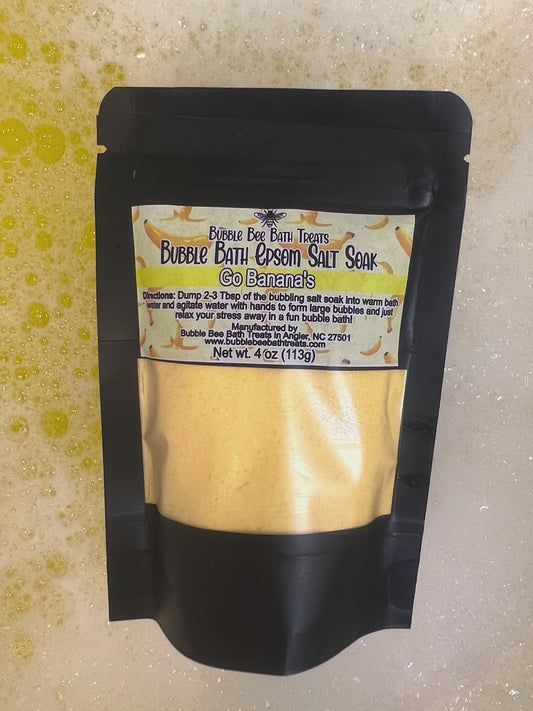 Bubble Bee Bath Treats
Bubble Bath Epsom Salt Soak
Go Banana's
Directions: Dump 2-3 Tbsp of the bubbling salt soak into warm bath
water and agitate water with hands to form large bubbles and just
relax your stress away in a fun bubble bath!
Manufactured by
Bubble Bee Bath Treats in Angier, NC 27501
www.bubblebeebathtreats.com
Net wt. 4 oz (113g)